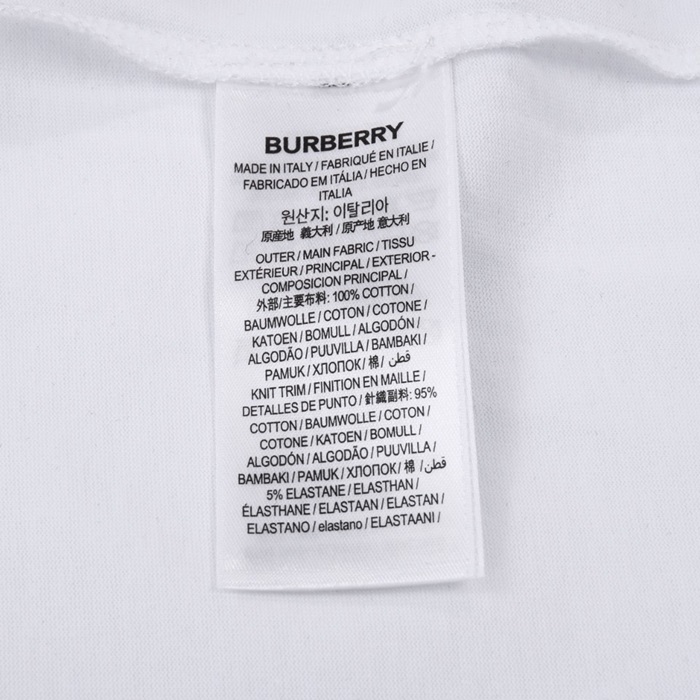 BURBERRY
MADE IN ITALY / FABRIQUÉ EN ITALIE /
FABRICADO EM ITÁLIA / HECHO EN
ITALIA
원산지: 이탈리아
原産地 義大利 / 原产地 意大利
OUTER / MAIN FABRIC / TISSU
EXTÉRIEUR / PRINCIPAL / EXTERIOR -
COMPOSICION PRINCIPAL /
外部/主要布料: 100% COTTON /
BAUMWOLLE / COTON / COTONE /
KATOEN / BOMULL / ALGODÓN /
ALGODÃO / PUUVILLA / BAMBAKI /
PAMUK / ХЛОПОК/ 棉/ قطن /
KNIT TRIM / FINITION EN MAILLE /
DETALLES DE PUNTO / 針織副料: 95%
COTTON / BAUMWOLLE / COTON /
COTONE / KATOEN / BOMULL /
ALGODÓN / ALGODÃO / PUUVILLA /
BAMBAKI / PAMUK / ХЛОПОК/ 棉 / قطن/
5% ELASTANE / ELASTHAN /
ÉLASTHANE / ELASTAAN / ELASTAN /
ELASTANO / elastano / ELASTAANI /